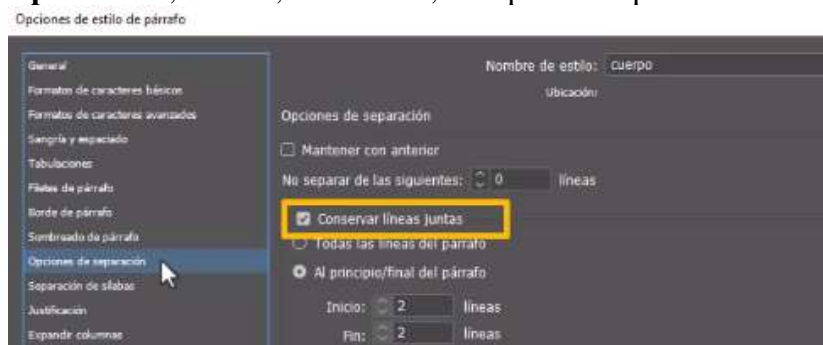 Opciones de estilo de párrafo
General
Formatos de caracteres básicos
Formatos de caracteres avanzados
Sangría y espaciado
Tabulaciones
Filetes de párrafo
Borde de párrafo
Sombreado de párrafo
Opciones de separación
Separación de sílabas
Justificación
Expandir columnas
Nombre de estilo: cuerpo
Ubicación:
Opciones de separación
Mantener con anterior
No separar de las siguientes: 0 líneas
Conservar líneas juntas
Todas las líneas del párrafo
Al principio/final del párrafo
Inicio: 2 líneas
Fin: 2 líneas